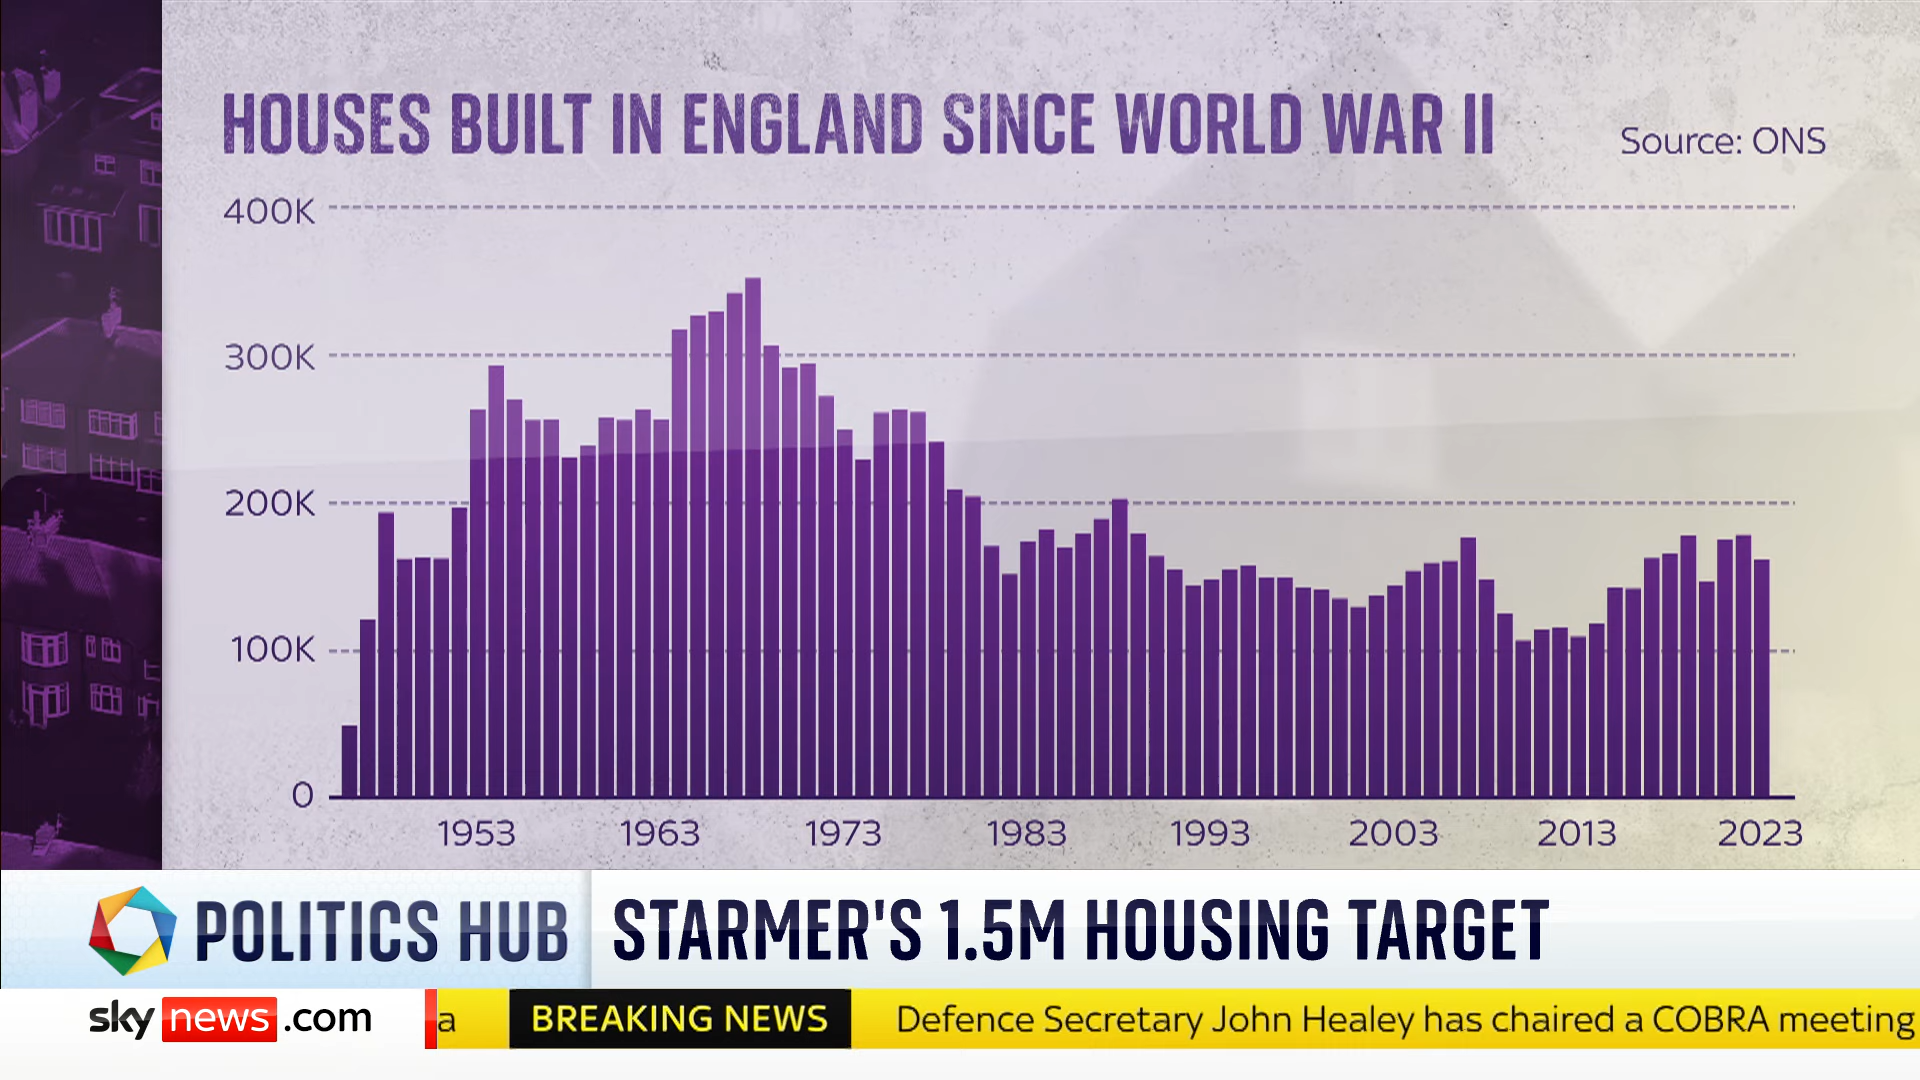 HOUSES BUILT IN ENGLAND SINCE WORLD WAR II
Source: ONS
400K
300K
200K
100K
0
1953 1963 1973 1983 1993 2003 2013 2023
POLITICS HUB
STARMER'S 1.5M HOUSING TARGET
sky news .com
a
BREAKING NEWS
Defence Secretary John Healey has chaired a COBRA meeting